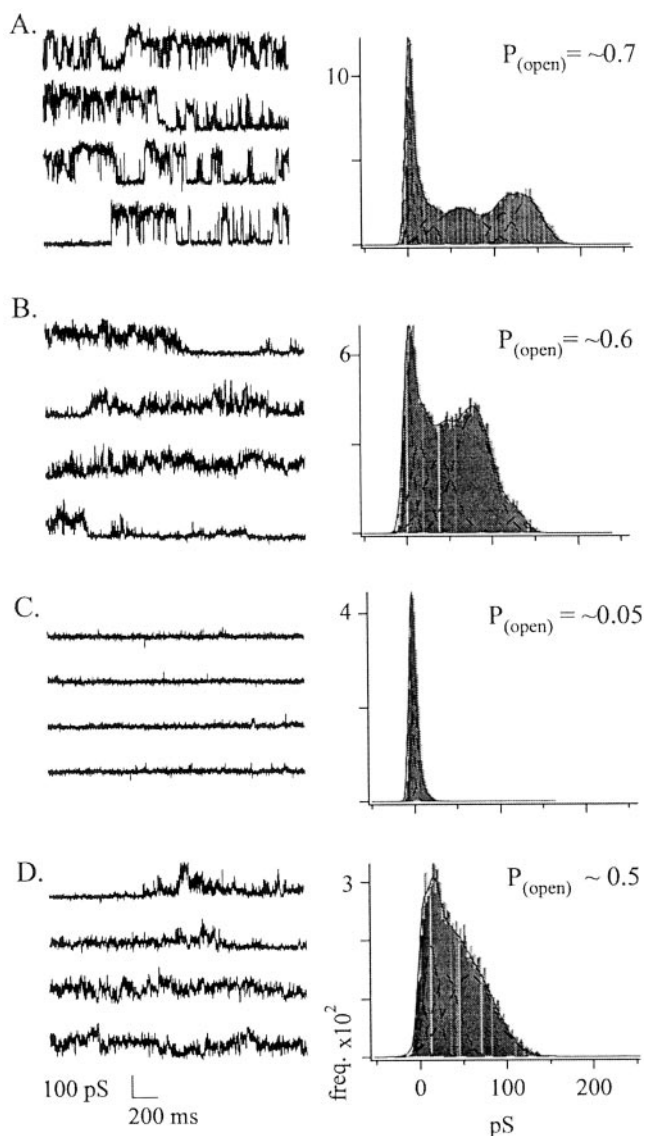 A.
P(open)= ~0.7
10
B.
P(open)= ~0.6
6
C.
P(open) = ~0.05
4
D.
P(open) ~ 0.5
3
freq. x10²
0 100 200
pS
100 pS
200 ms